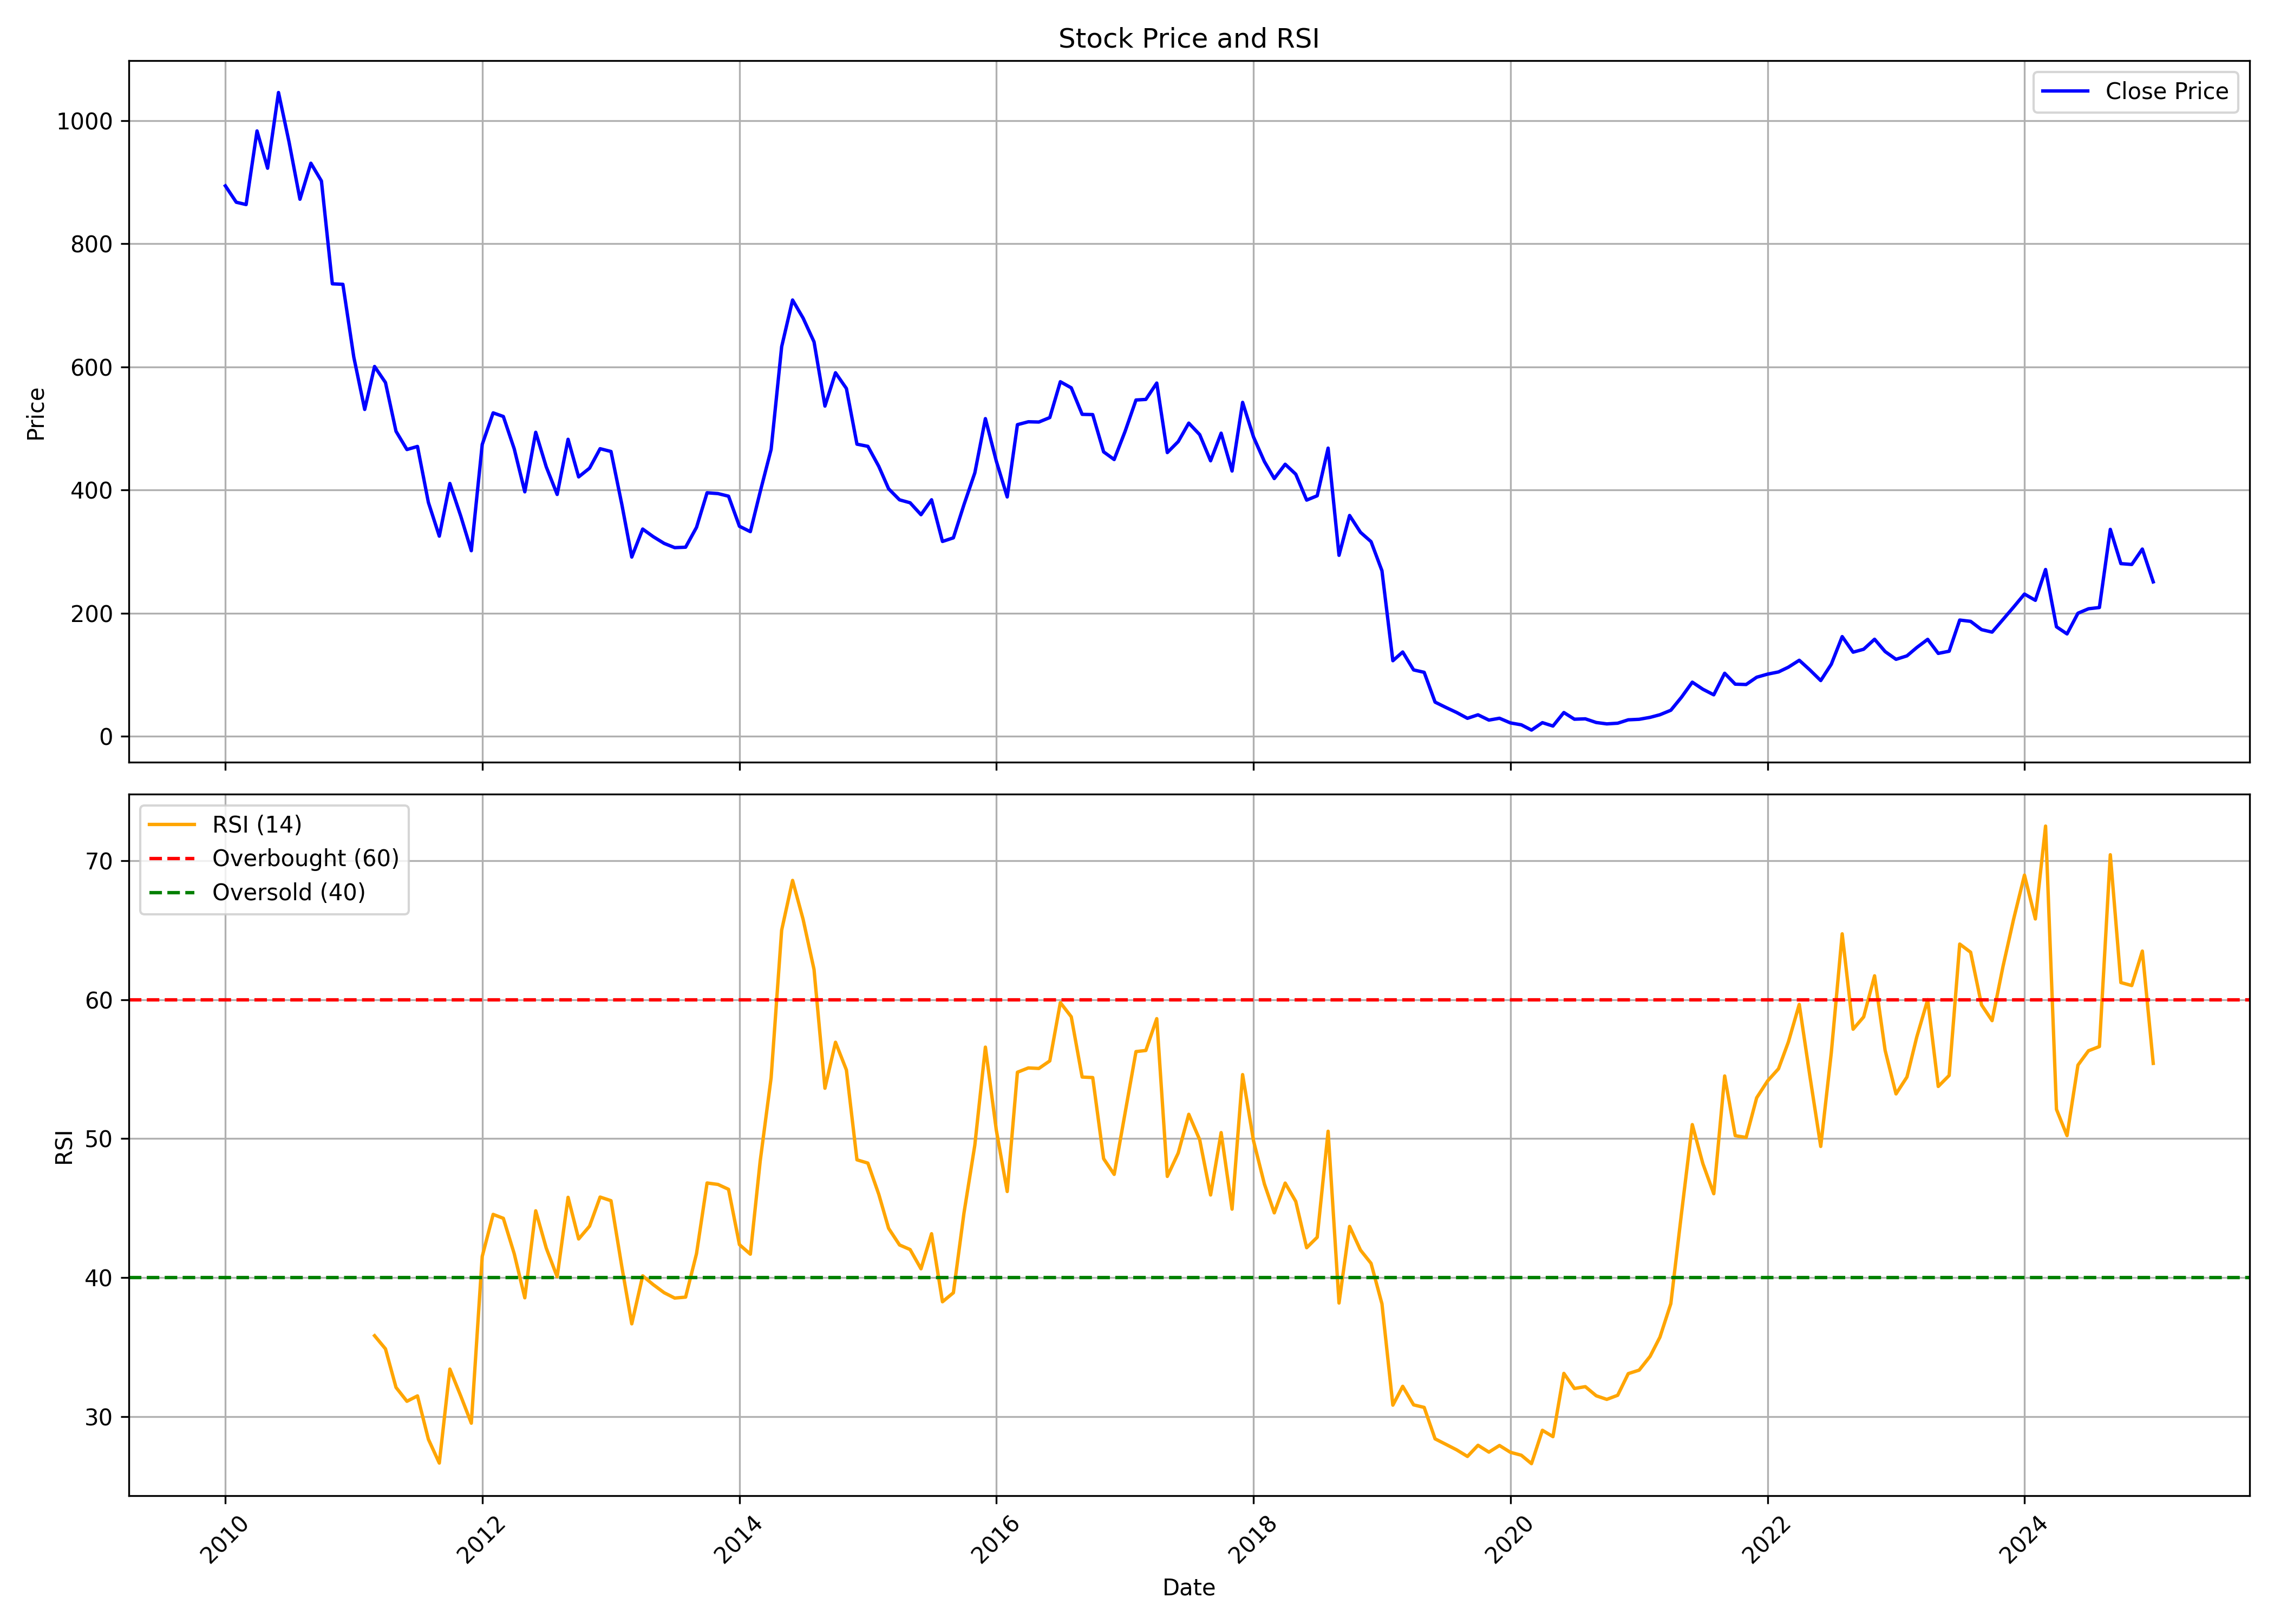 Stock Price and RSI
Close Price
Price
1000
800
600
400
200
0
RSI (14)
Overbought (60)
Oversold (40)
RSI
70
60
50
40
30
2010
2012
2014
2016
2018
2020
2022
2024
Date